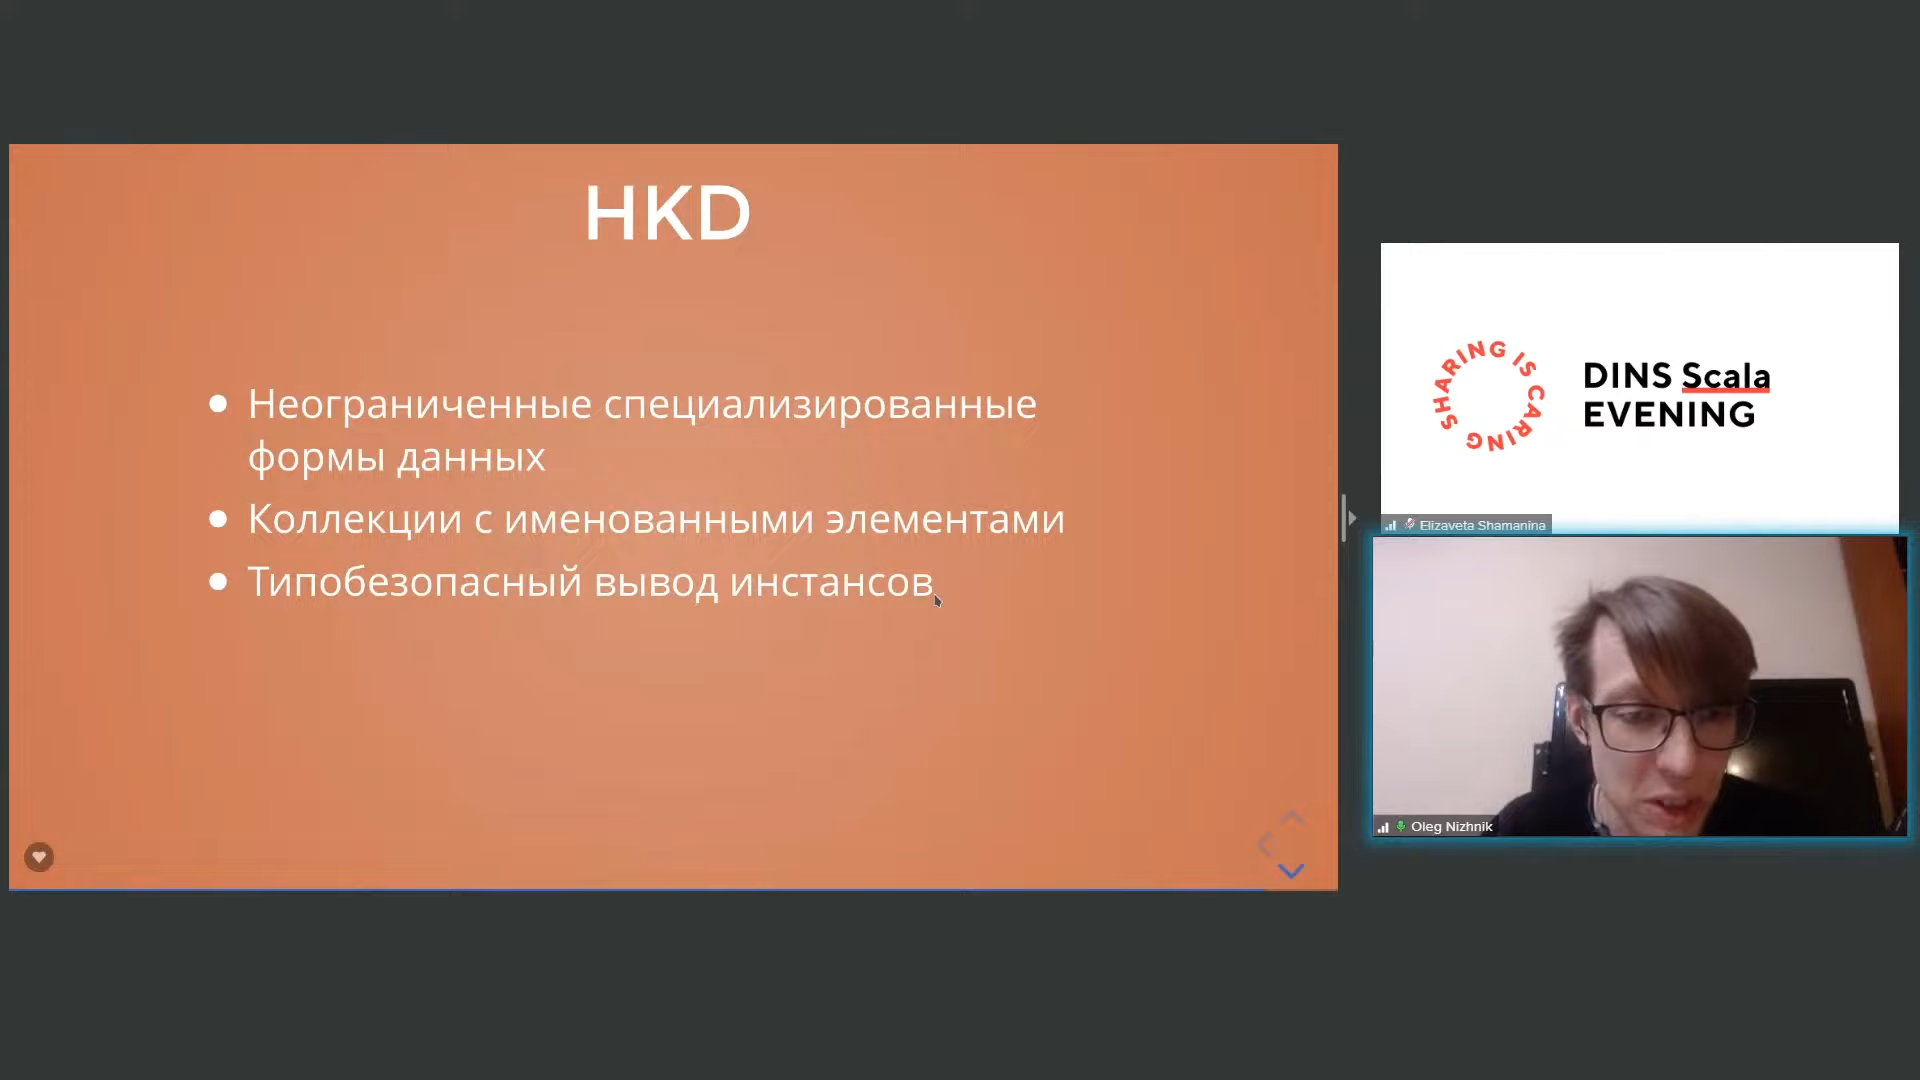 HKD
Неограниченные специализированные
формы данных
Коллекции с именованными элементами
Типобезопасный вывод инстансов
SHARING IS CARING
DINS Scala
EVENING
Elizaveta Shamanina
Oleg Nizhnik